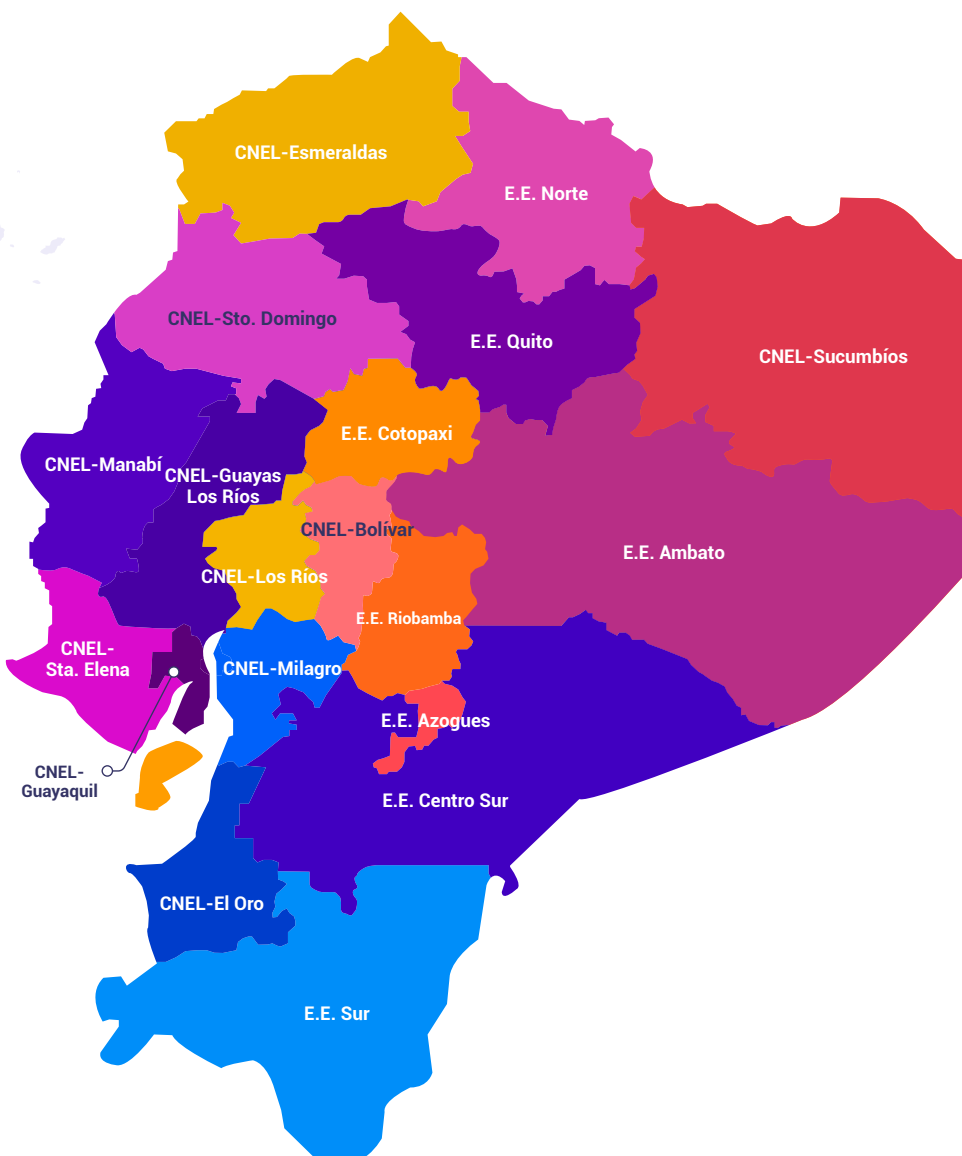 CNEL-Esmeraldas
E.E. Norte
CNEL-Sto. Domingo
E.E. Quito
CNEL-Sucumbíos
E.E. Cotopaxi
CNEL-Manabí
CNEL-Guayas
Los Ríos
CNEL-Bolívar
E.E. Ambato
CNEL-Los Ríos
E.E. Riobamba
CNEL-
Sta. Elena
CNEL-Milagro
E.E. Azogues
CNEL-
Guayaquil
E.E. Centro Sur
CNEL-El Oro
E.E. Sur